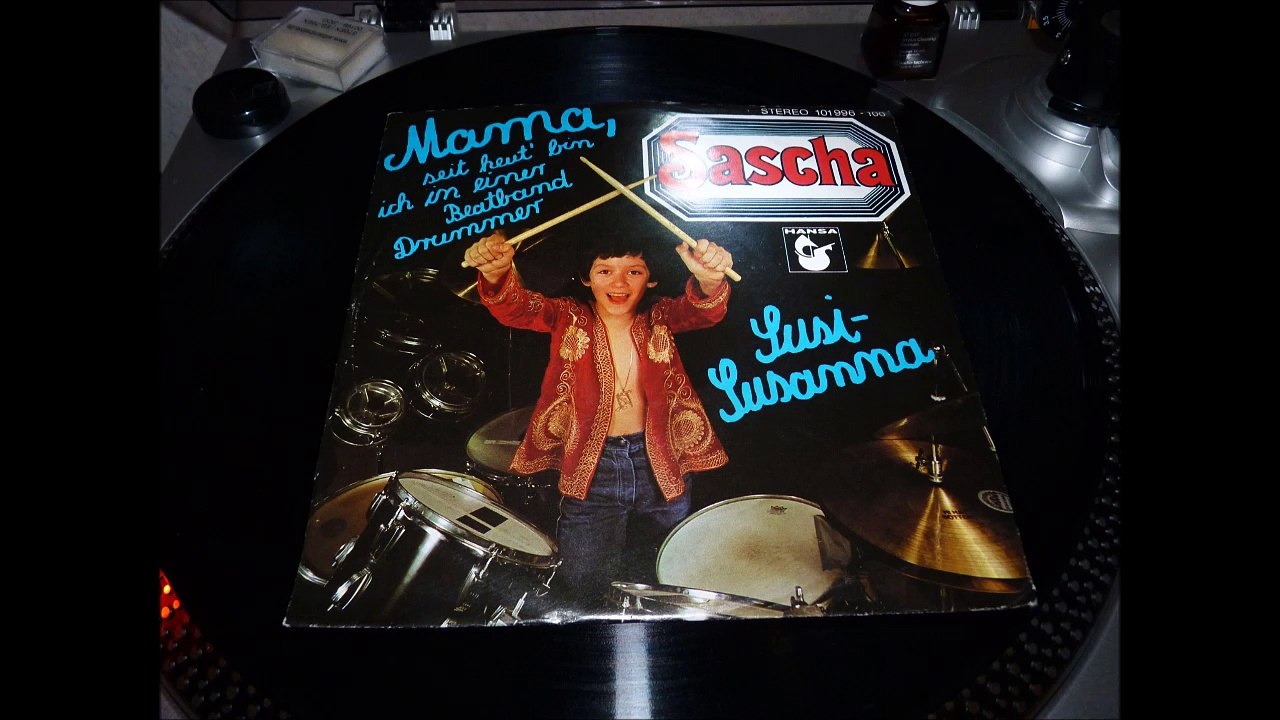 STEREO 101996 - 100
Mama,
seit heut' bin
ich in einer
Beatband
Drummer
Sascha
HANSA
Susi-
Susanna